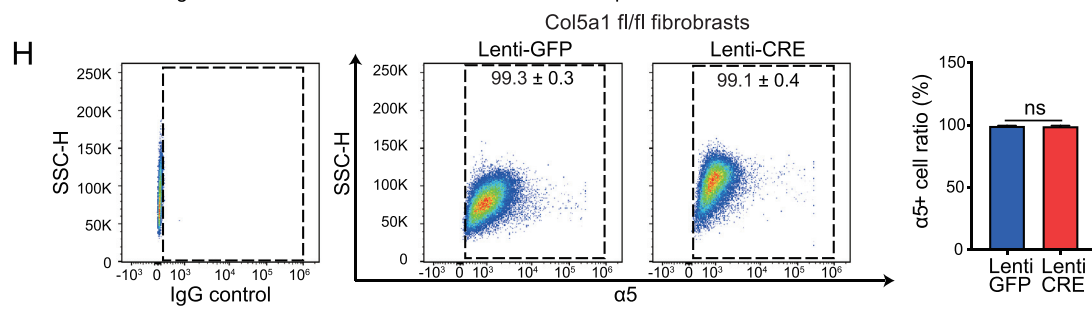 Col5a1 fl/fl fibrobrasts
H
Lenti-GFP
Lenti-CRE
SSC-H
250K
200K
150K
100K
50K
0
-10³ 0 10³ 10⁴ 10⁵ 10⁶
IgG control
SSC-H
250K
200K
150K
100K
50K
0
99.3 ± 0.3
-10³ 0 10³ 10⁴ 10⁵ 10⁶
99.1 ± 0.4
-10³ 0 10³ 10⁴ 10⁵ 10⁶
α5
α5+ cell ratio (%)
150
100
50
0
ns
Lenti GFP
Lenti CRE